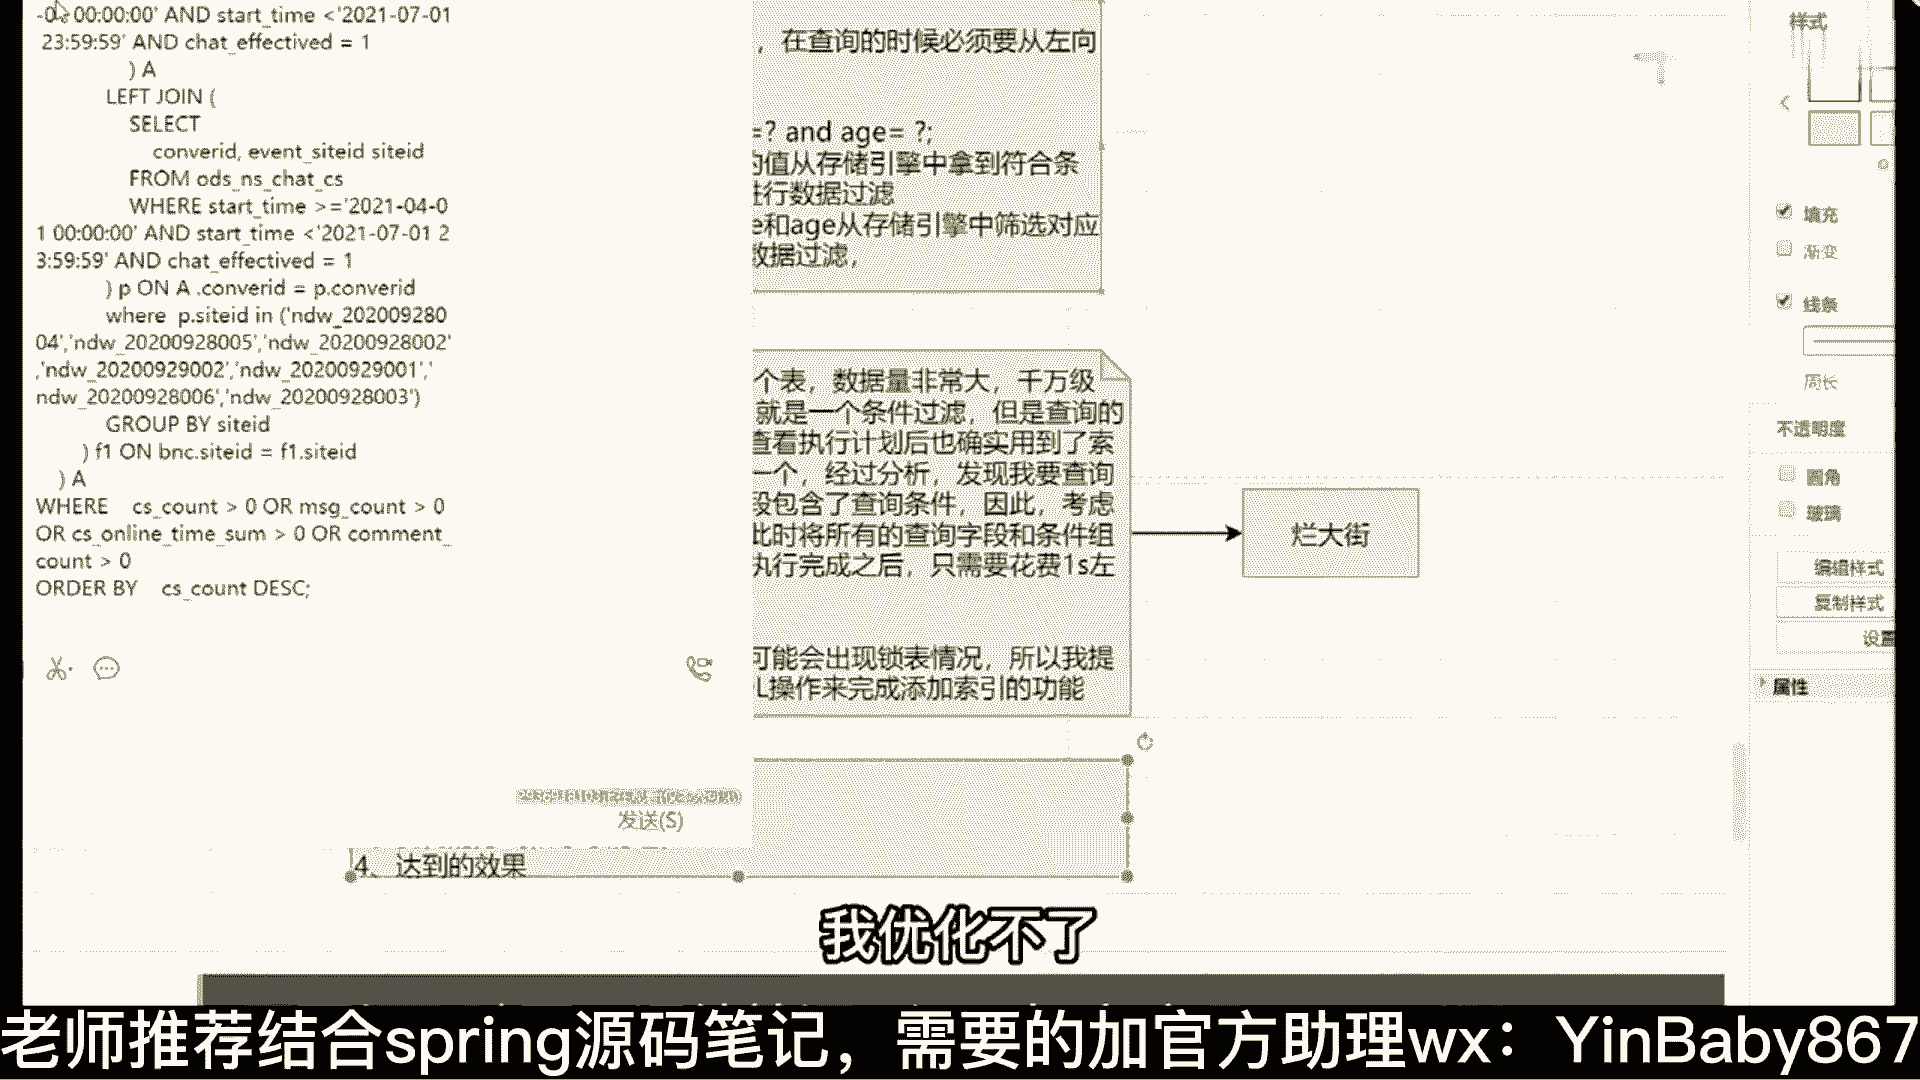 00:00:00' AND start_time <'2021-07-01
23:59:59' AND chat_effectived = 1
) A
LEFT JOIN (
SELECT
converid, event_siteid siteid
FROM ods_ns_chat_cs
WHERE start_time >='2021-04-0
1 00:00:00' AND start_time <'2021-07-01 2
3:59:59' AND chat_effectived = 1
) p ON A .converid = p.converid
where p.siteid in ('ndw_202009280
04','ndw_20200928005','ndw_20200928002'
,'ndw_20200929002','ndw_20200929001','
ndw_20200928006','ndw_20200928003')
GROUP BY siteid
) f1 ON bnc.siteid = f1.siteid
) A
WHERE cs_count > 0 OR msg_count > 0
OR cs_online_time_sum > 0 OR comment_
count > 0
ORDER BY cs_count DESC;
发送(S)
，在查询的时候必须要从左向
=? and age= ?;
的值从存储引擎中拿到符合条
进行数据过滤
e和age从存储引擎中筛选对应
数据过滤，
个表，数据量非常大，千万级
就是一个条件过滤，但是查询的
查看执行计划后也确实用到了索
一个，经过分析，发现我要查询
段包含了查询条件，因此，考虑
此时将所有的查询字段和条件组
执行完成之后，只需要花费1s左
可能会出现锁表情况，所以我提
L操作来完成添加索引的功能
4、达到的效果
烂大街
样式
填充
渐变
线条
周长
不透明度
圆角
玻璃
编组样式
复制样式
设置
属性
我优化不了
老师推荐结合spring源码笔记，需要的加官方助理wx：YinBaby867